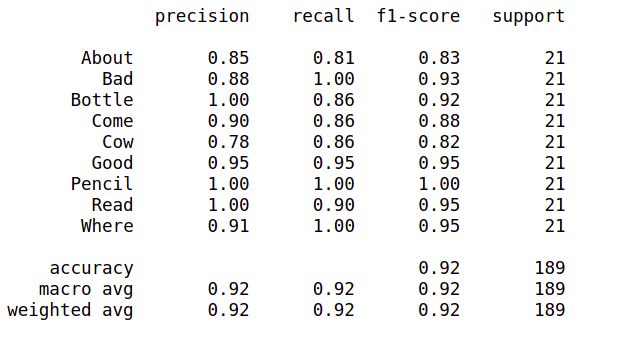 precision recall f1-score support
About 0.85 0.81 0.83 21
Bad 0.88 1.00 0.93 21
Bottle 1.00 0.86 0.92 21
Come 0.90 0.86 0.88 21
Cow 0.78 0.86 0.82 21
Good 0.95 0.95 0.95 21
Pencil 1.00 1.00 1.00 21
Read 1.00 0.90 0.95 21
Where 0.91 1.00 0.95 21
accuracy 0.92 189
macro avg 0.92 0.92 0.92 189
weighted avg 0.92 0.92 0.92 189